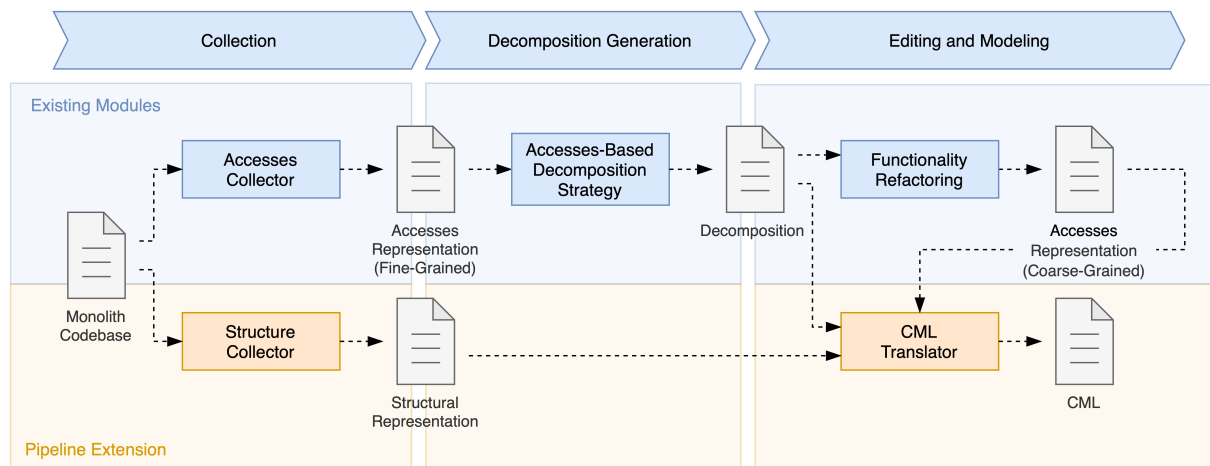 Collection
Decomposition Generation
Editing and Modeling
Existing Modules
Accesses
Collector
Accesses-Based
Decomposition
Strategy
Functionality
Refactoring
Accesses
Representation
(Fine-Grained)
Decomposition
Accesses
Representation
(Coarse-Grained)
Monolith
Codebase
Structure
Collector
CML
Translator
Structural
Representation
CML
Pipeline Extension